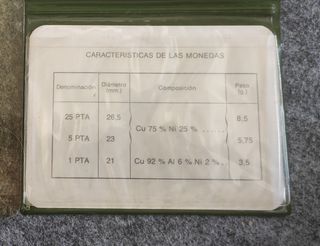 CARACTERISTICAS DE LAS MONEDAS
Denominación Diámetro (mm.) Composición Peso (g.)
25 PTA 26,5 Cu 75 % Ni 25 % ...... 8,5
5 PTA 23 5,75
1 PTA 21 Cu 92 % Al 6 % Ni 2 % .. 3,5